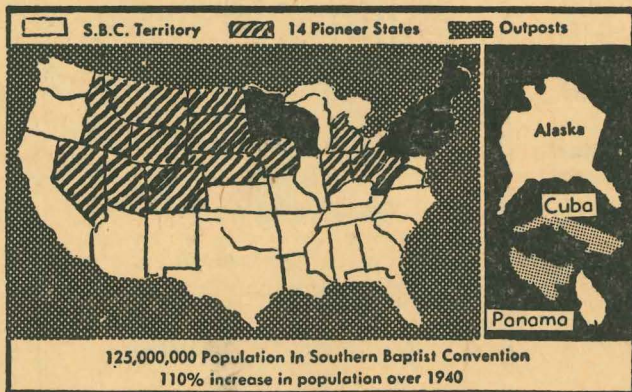 S.B.C. Territory 14 Pioneer States Outposts
Alaska
Cuba
Panama
125,000,000 Population In Southern Baptist Convention
110% increase in population over 1940